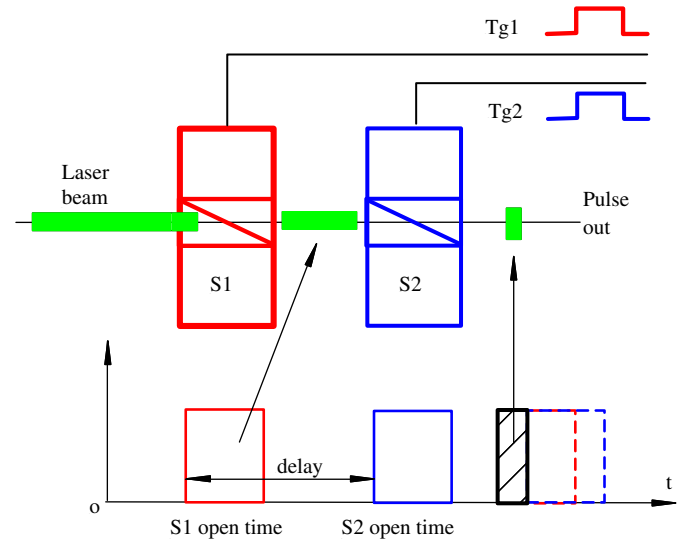 Tg1
Tg2
Laser
beam
Pulse
out
S1
S2
delay
t
o
S1 open time
S2 open time